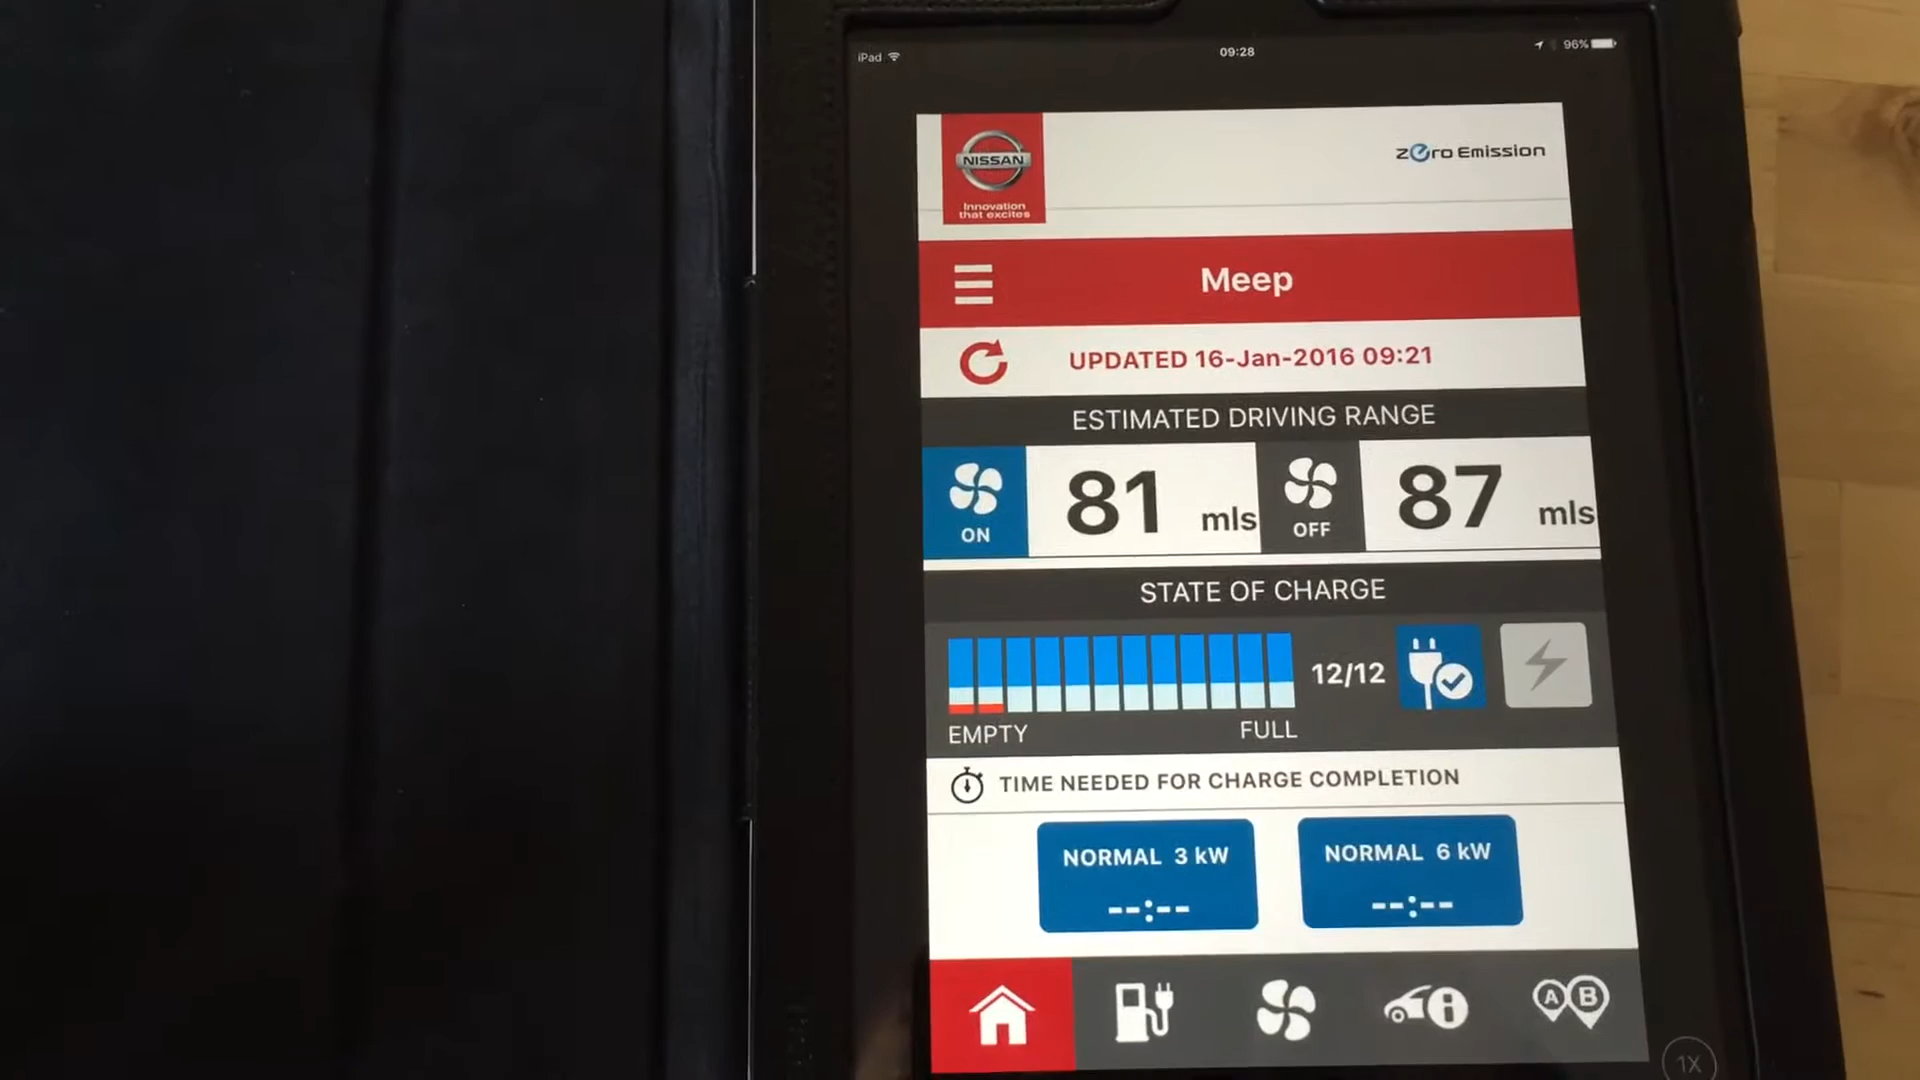 iPad 09:28 96%
NISSAN
Innovation
that excites
zero Emission
Meep
UPDATED 16-Jan-2016 09:21
ESTIMATED DRIVING RANGE
ON 81 mls OFF 87 mls
STATE OF CHARGE
12/12
EMPTY FULL
TIME NEEDED FOR CHARGE COMPLETION
NORMAL 3 kW NORMAL 6 kW
--:-- --:--
i A B
1X